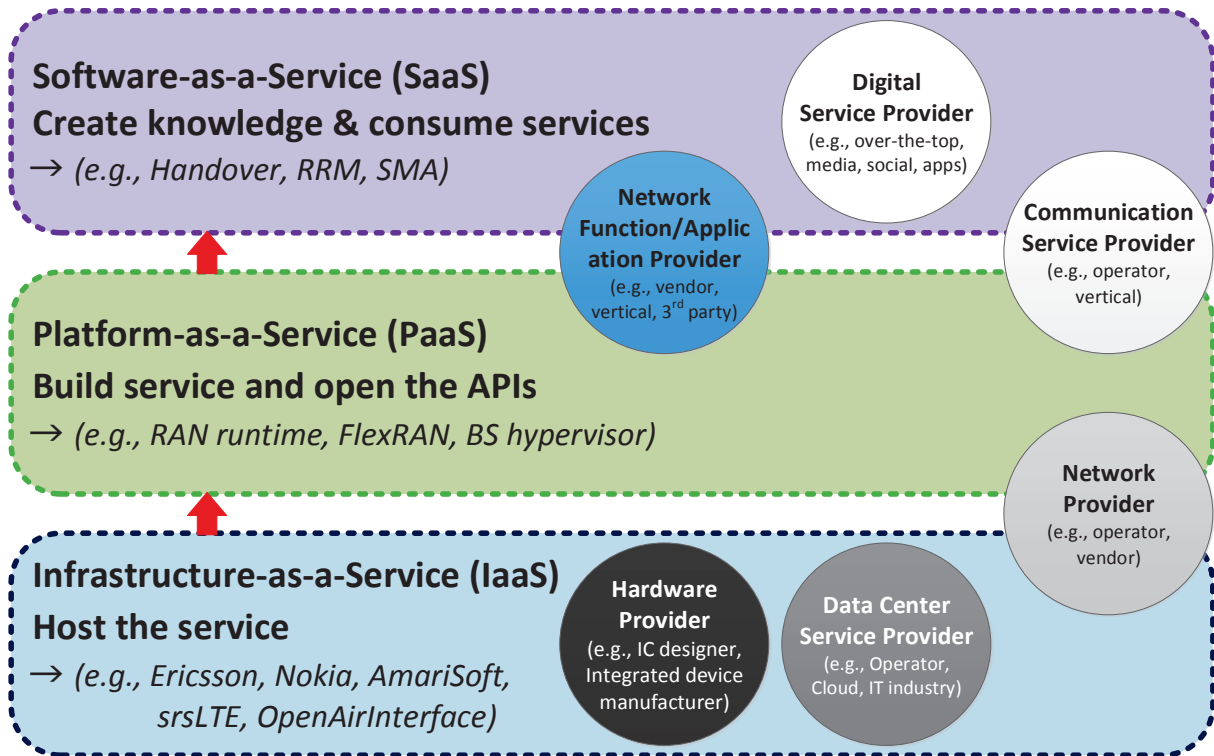 Software-as-a-Service (SaaS)
Create knowledge & consume services
→ (e.g., Handover, RRM, SMA)
Digital
Service Provider
(e.g., over-the-top,
media, social, apps)
Network
Function/Applic
ation Provider
(e.g., vendor,
vertical, 3rd party)
Communication
Service Provider
(e.g., operator,
vertical)
Platform-as-a-Service (PaaS)
Build service and open the APIs
→ (e.g., RAN runtime, FlexRAN, BS hypervisor)
Network
Provider
(e.g., operator,
vendor)
Infrastructure-as-a-Service (IaaS)
Host the service
→ (e.g., Ericsson, Nokia, AmariSoft,
srsLTE, OpenAirInterface)
Hardware
Provider
(e.g., IC designer,
Integrated device
manufacturer)
Data Center
Service Provider
(e.g., Operator,
Cloud, IT industry)